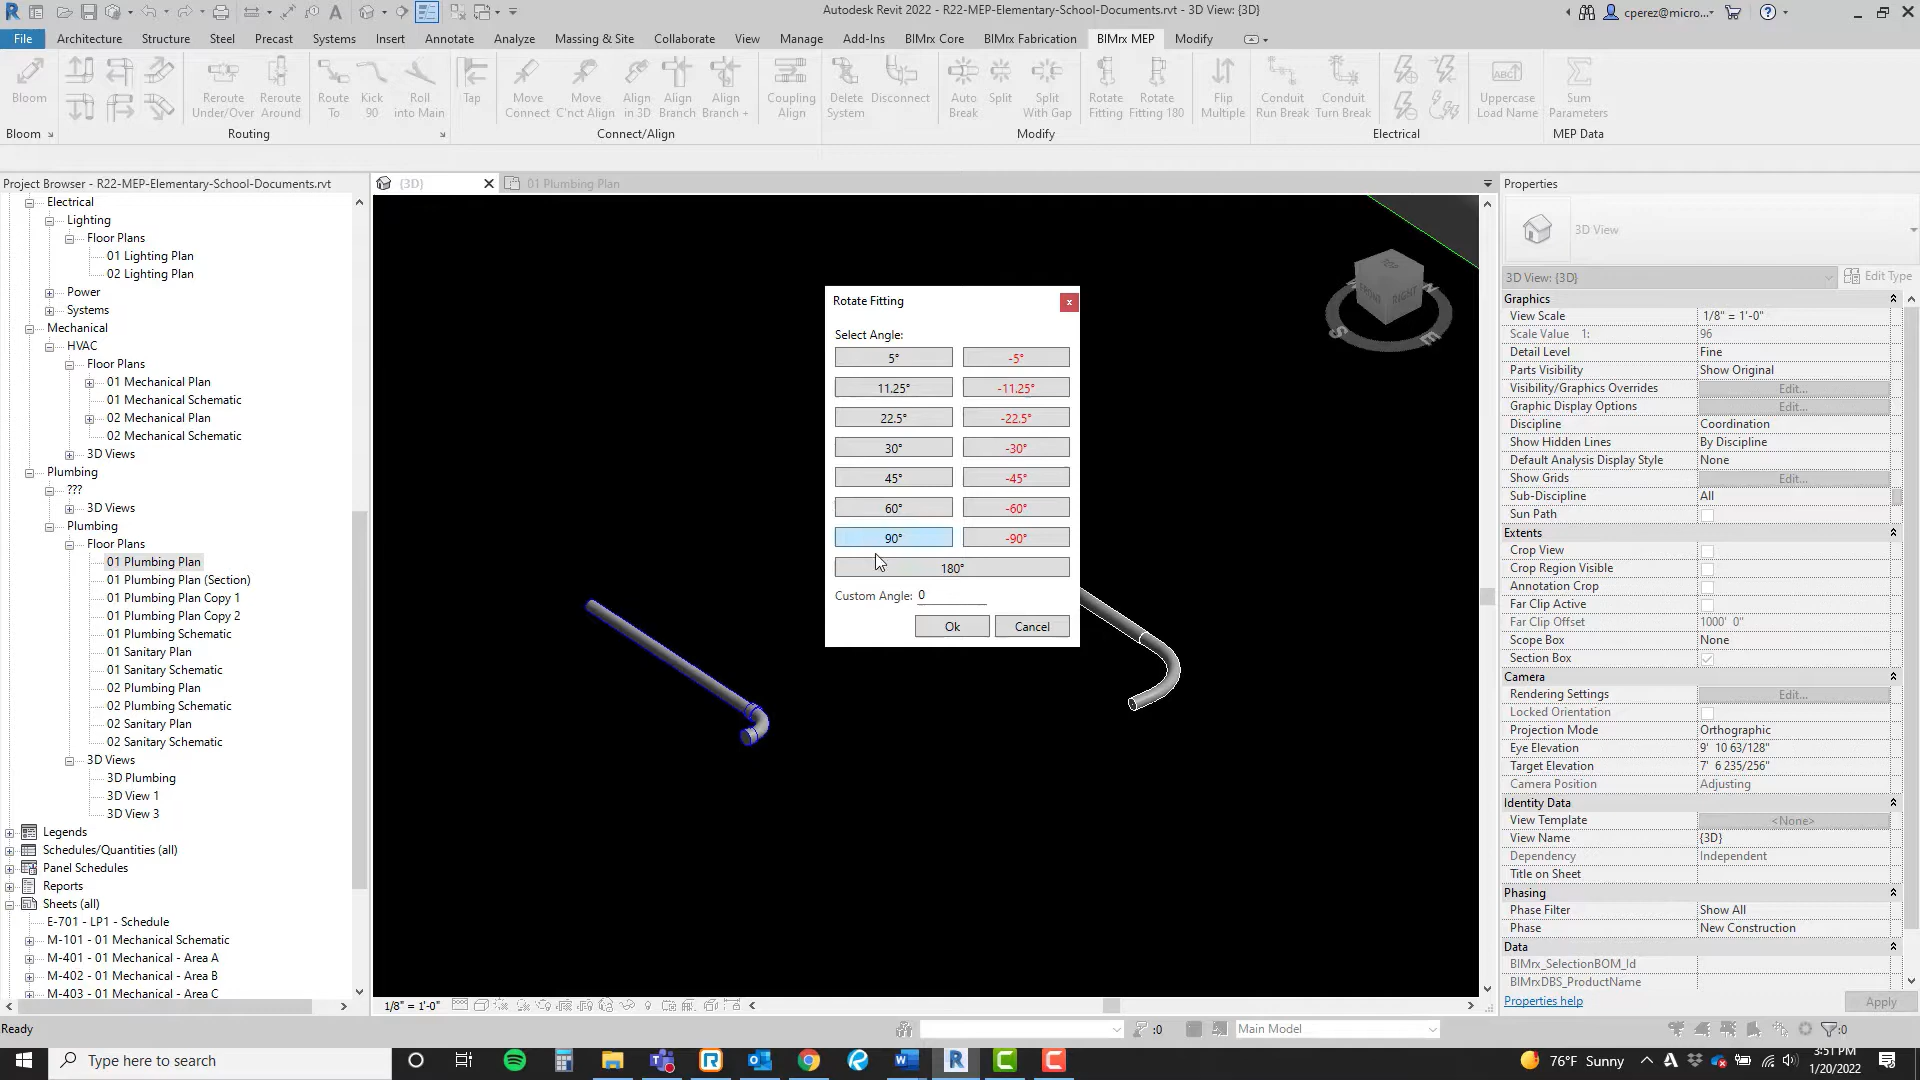 Autodesk Revit 2022 - R22-MEP-Elementary-School-Documents.rvt - 3D View: {3D}
cperez@micro...
File Architecture Structure Steel Precast Systems Insert Annotate Analyze Massing & Site Collaborate View Manage Add-Ins BIMrx Core BIMrx Fabrication BIMrx MEP Modify
Bloom
Reroute Under/Over
Reroute Around
Route To
Kick 90
Roll into Main
Tap
Move Connect
Move C'nct Align
Align in 3D
Align Branch
Align Branch +
Coupling Align
Delete System
Disconnect
Auto Break
Split
Split With Gap
Rotate Fitting
Rotate Fitting 180
Flip Multiple
Conduit Run Break
Conduit Turn Break
ABC
Uppercase Load Name
Sum Parameters
Bloom Routing Connect/Align Modify Electrical MEP Data
Project Browser - R22-MEP-Elementary-School-Documents.rvt
Electrical
Lighting
Floor Plans
01 Lighting Plan
02 Lighting Plan
Power
Systems
Mechanical
HVAC
Floor Plans
01 Mechanical Plan
01 Mechanical Schematic
02 Mechanical Plan
02 Mechanical Schematic
3D Views
Plumbing
???
3D Views
Plumbing
Floor Plans
01 Plumbing Plan
01 Plumbing Plan (Section)
01 Plumbing Plan Copy 1
01 Plumbing Plan Copy 2
01 Plumbing Schematic
01 Sanitary Plan
01 Sanitary Schematic
02 Plumbing Plan
02 Plumbing Schematic
02 Sanitary Plan
02 Sanitary Schematic
3D Views
3D Plumbing
3D View 1
3D View 3
Legends
Schedules/Quantities (all)
Panel Schedules
Reports
Sheets (all)
E-701 - LP1 - Schedule
M-101 - 01 Mechanical Schematic
M-401 - 01 Mechanical - Area A
M-402 - 01 Mechanical - Area B
M-403 - 01 Mechanical - Area C
{3D}
01 Plumbing Plan
TOP
FRONT
RIGHT
S
E
N
Rotate Fitting
Select Angle:
5° -5°
11.25° -11.25°
22.5° -22.5°
30° -30°
45° -45°
60° -60°
90° -90°
180°
Custom Angle: 0
Ok Cancel
1/8" = 1'-0"
Properties
3D View
3D View: {3D} Edit Type
Graphics
View Scale 1/8" = 1'-0"
Scale Value 1: 96
Detail Level Fine
Parts Visibility Show Original
Visibility/Graphics Overrides Edit...
Graphic Display Options Edit...
Discipline Coordination
Show Hidden Lines By Discipline
Default Analysis Display Style None
Show Grids Edit...
Sub-Discipline All
Sun Path
Extents
Crop View
Crop Region Visible
Annotation Crop
Far Clip Active
Far Clip Offset 1000' 0"
Scope Box None
Section Box
Camera
Rendering Settings Edit...
Locked Orientation
Projection Mode Orthographic
Eye Elevation 9' 10 63/128"
Target Elevation 7' 6 235/256"
Camera Position Adjusting
Identity Data
View Template <None>
View Name {3D}
Dependency Independent
Title on Sheet
Phasing
Phase Filter Show All
Phase New Construction
Data
BIMrx_SelectionBOM_Id
BIMrxDBS_ProductName
Properties help Apply
Ready
:0
Main Model
:0
Type here to search
76°F Sunny
3:51 PM
1/20/2022